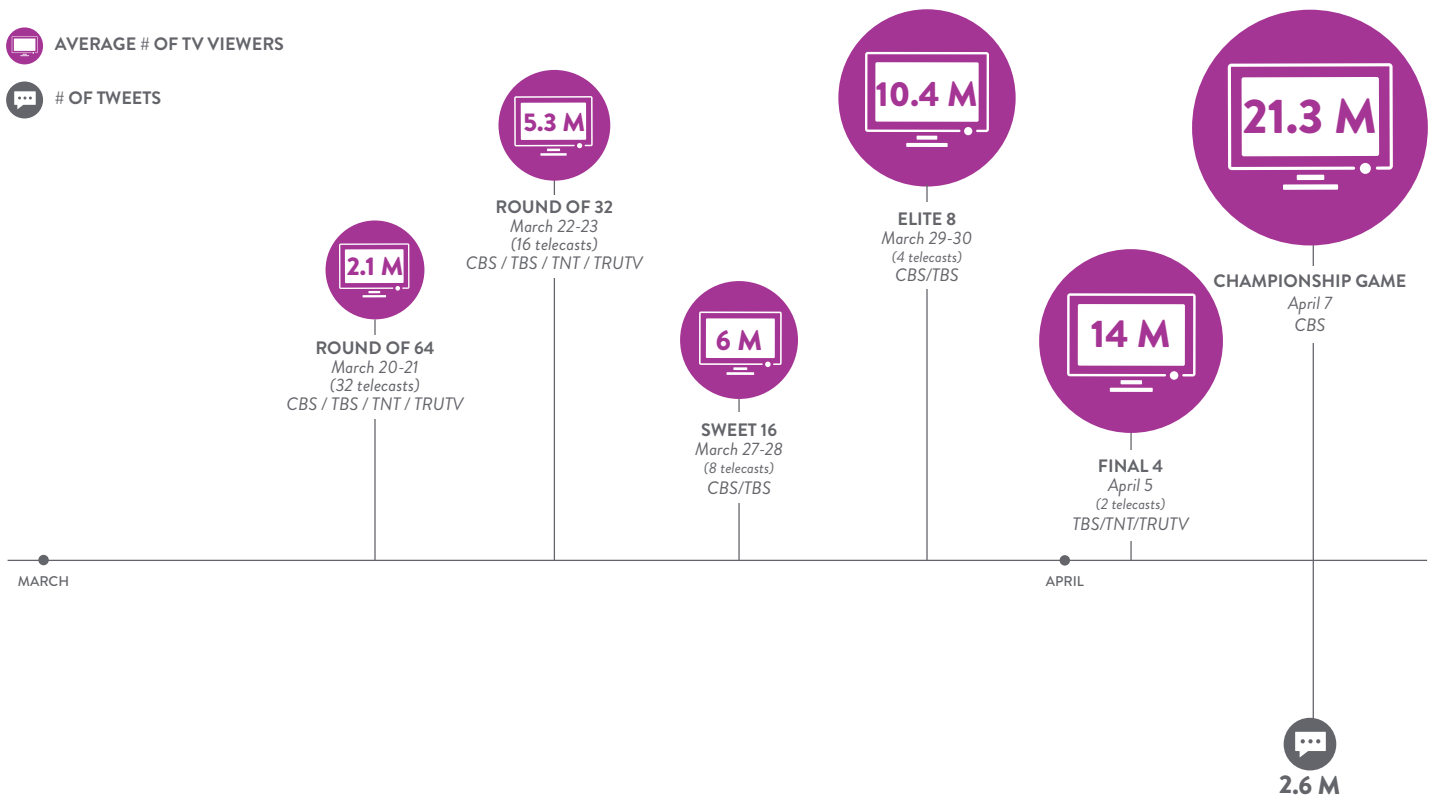 AVERAGE # OF TV VIEWERS
# OF TWEETS
2.1 M
ROUND OF 64
March 20-21
(32 telecasts)
CBS / TBS / TNT / TRUTV
5.3 M
ROUND OF 32
March 22-23
(16 telecasts)
CBS / TBS / TNT / TRUTV
6 M
SWEET 16
March 27-28
(8 telecasts)
CBS/TBS
10.4 M
ELITE 8
March 29-30
(4 telecasts)
CBS/TBS
14 M
FINAL 4
April 5
(2 telecasts)
TBS/TNT/TRUTV
21.3 M
CHAMPIONSHIP GAME
April 7
CBS
MARCH
APRIL
2.6 M